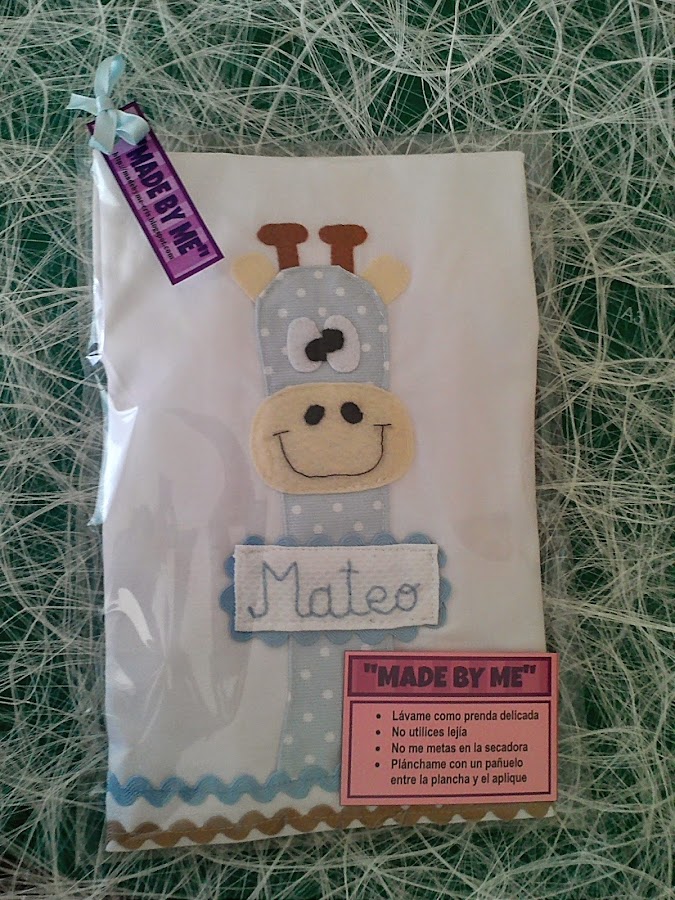 "MADE BY ME"
Mateo
"MADE BY ME"
• Lávame como prenda delicada
• No utilices lejía
• No me metas en la secadora
• Plánchame con un pañuelo
entre la plancha y el aplique